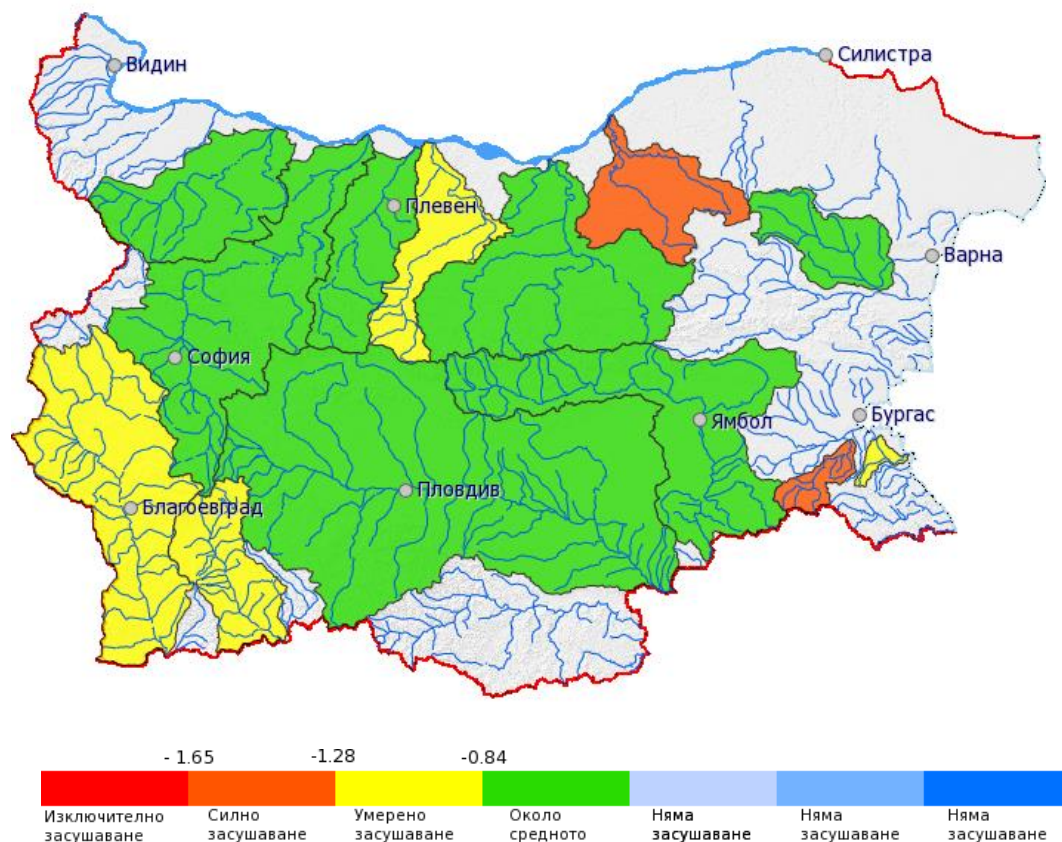 Видин
Силистра
Плевен
Варна
София
Ямбол
Бургас
Пловдив
Благоевград
- 1.65
-1.28
-0.84
Изключително
засушаване
Силно
засушаване
Умерено
засушаване
Около
средното
Няма
засушаване
Няма
засушаване
Няма
засушаване